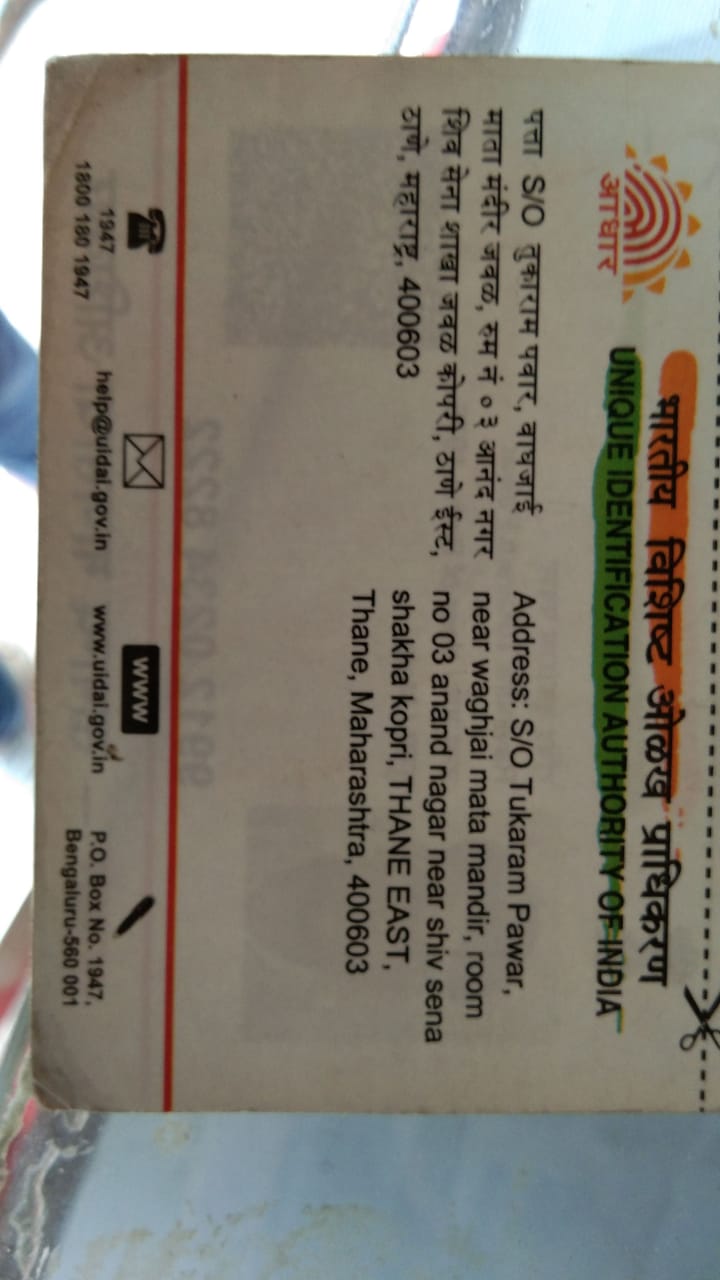 भारतीय विशिष्ट ओळख प्राधिकरण
UNIQUE IDENTIFICATION AUTHORITY OF INDIA
आधार
पत्ता S/O तुकाराम पवार, वाघजाई
माता मंदीर जवळ, रुम नं ०३ आनंद नगर
शिव सेना शाखा जवळ कोपरी, ठाणे ईस्ट,
ठाणे, महाराष्ट्र, 400603
Address: S/O Tukaram Pawar,
near waghjai mata mandir, room
no 03 anand nagar near shiv sena
shakha kopri, THANE EAST,
Thane, Maharashtra, 400603
1947
1800 180 1947
help@uidai.gov.in
www
www.uidai.gov.in
P.O. Box No. 1947,
Bengaluru-560 001